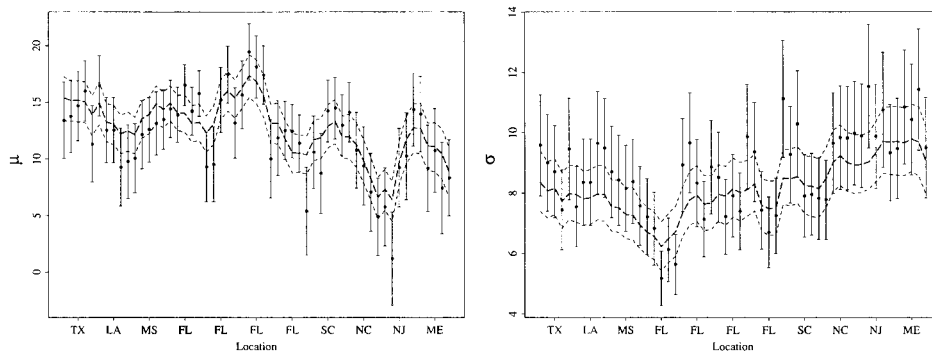 μ
20
15
10
5
0
TX LA MS FL FL FL FL SC NC NJ ME
Location
σ
14
12
10
8
6
4
TX LA MS FL FL FL FL SC NC NJ ME
Location